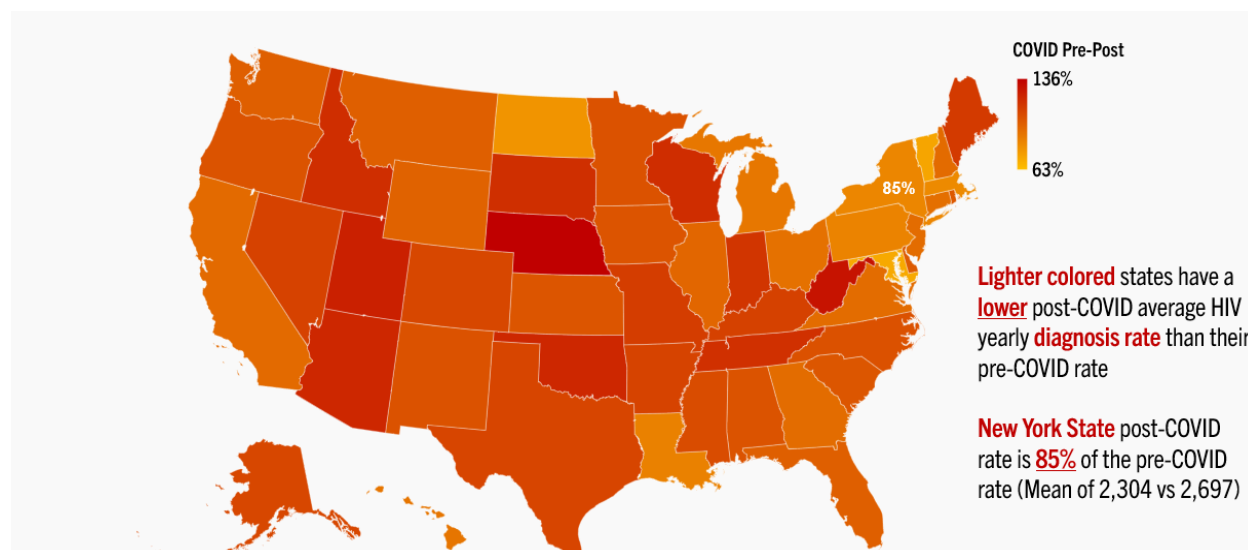 COVID Pre-Post
136%
63%
85%
Lighter colored states have a
lower post-COVID average HIV
yearly diagnosis rate than their
pre-COVID rate
New York State post-COVID
rate is 85% of the pre-COVID
rate (Mean of 2,304 vs 2,697)